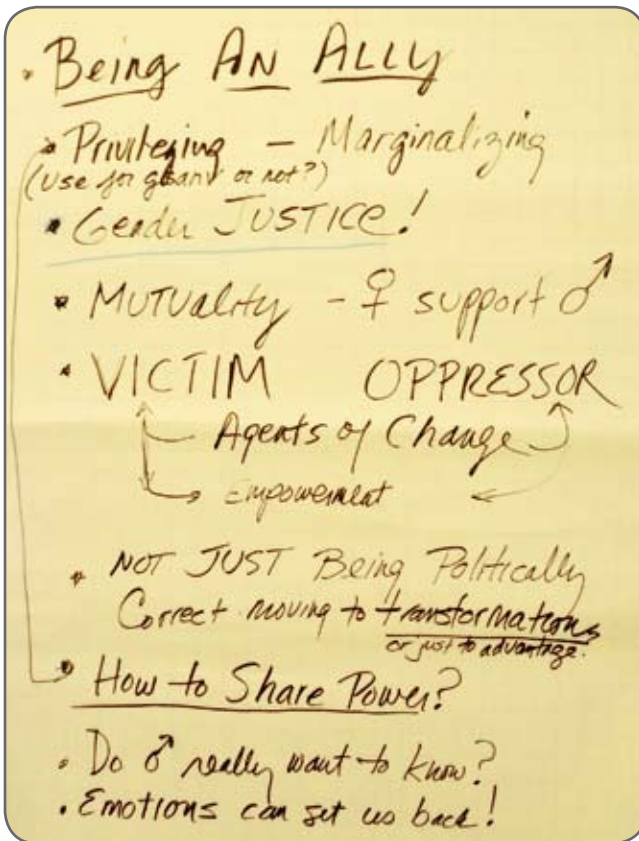 • Being AN ALLY
• Privileging – Marginalizing
(use for or not?)
• Gender JUSTICE!
• MUTUALITY - ♀ support ♂
• VICTIM OPPRESSOR
Agents of Change
Empowerment
• NOT JUST Being Politically
Correct moving to transformations
or just to advantage.
• How to Share Power?
• Do ♂ really want to know?
• Emotions can set us back!